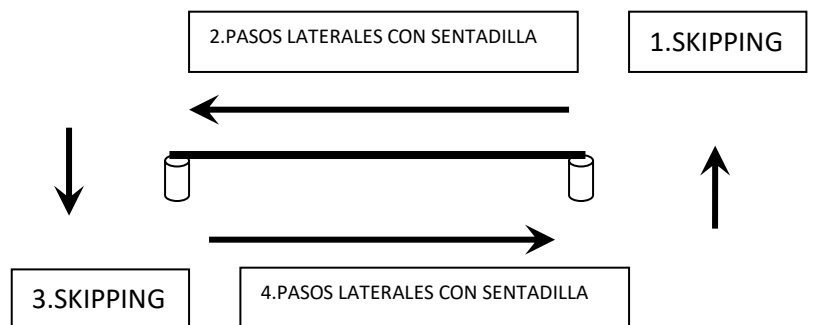 2.PASOS LATERALES CON SENTADILLA
1.SKIPPING
3.SKIPPING
4.PASOS LATERALES CON SENTADILLA